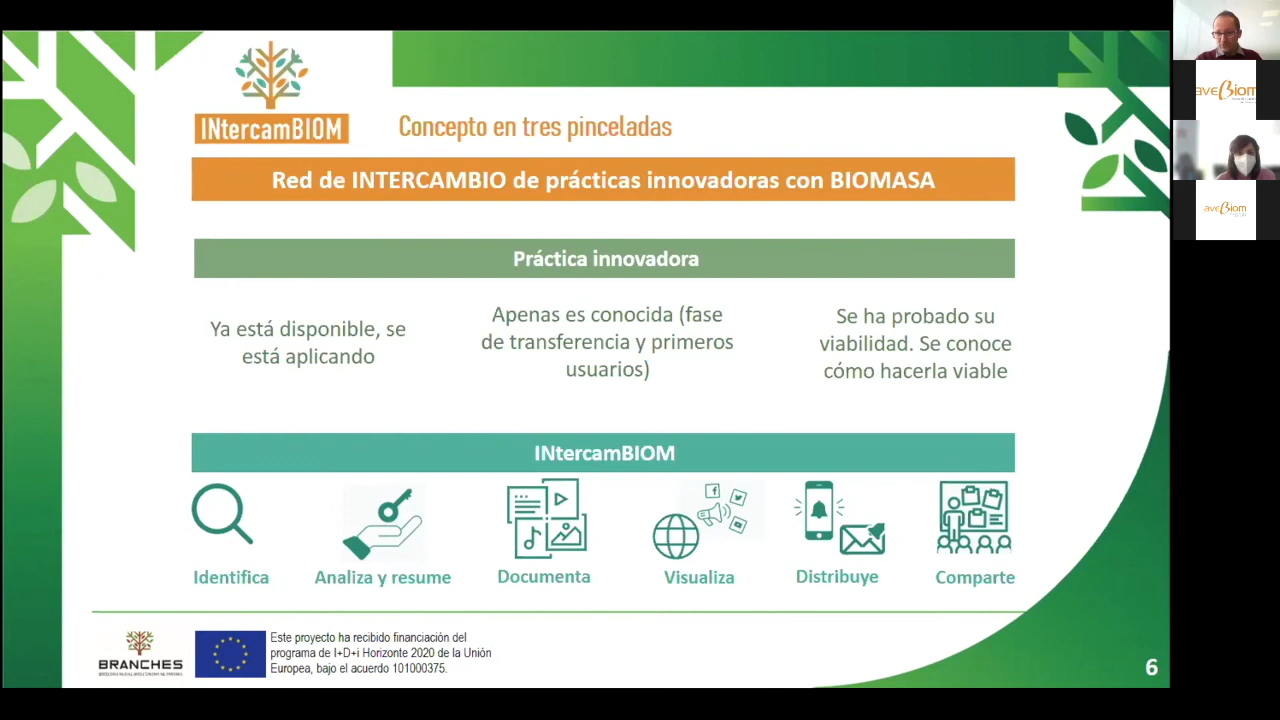 INtercamBIOM
Concepto en tres pinceladas
Red de INTERCAMBIO de prácticas innovadoras con BIOMASA
Práctica innovadora
Ya está disponible, se
está aplicando
Apenas es conocida (fase
de transferencia y primeros
usuarios)
Se ha probado su
viabilidad. Se conoce
cómo hacerla viable
INtercamBIOM
Identifica
Analiza y resume
Documenta
Visualiza
Distribuye
Comparte
BRANCHES
Este proyecto ha recibido financiación del
programa de I+D+i Horizonte 2020 de la Unión
Europea, bajo el acuerdo 101000375.
6
aveBiom
aveBiom